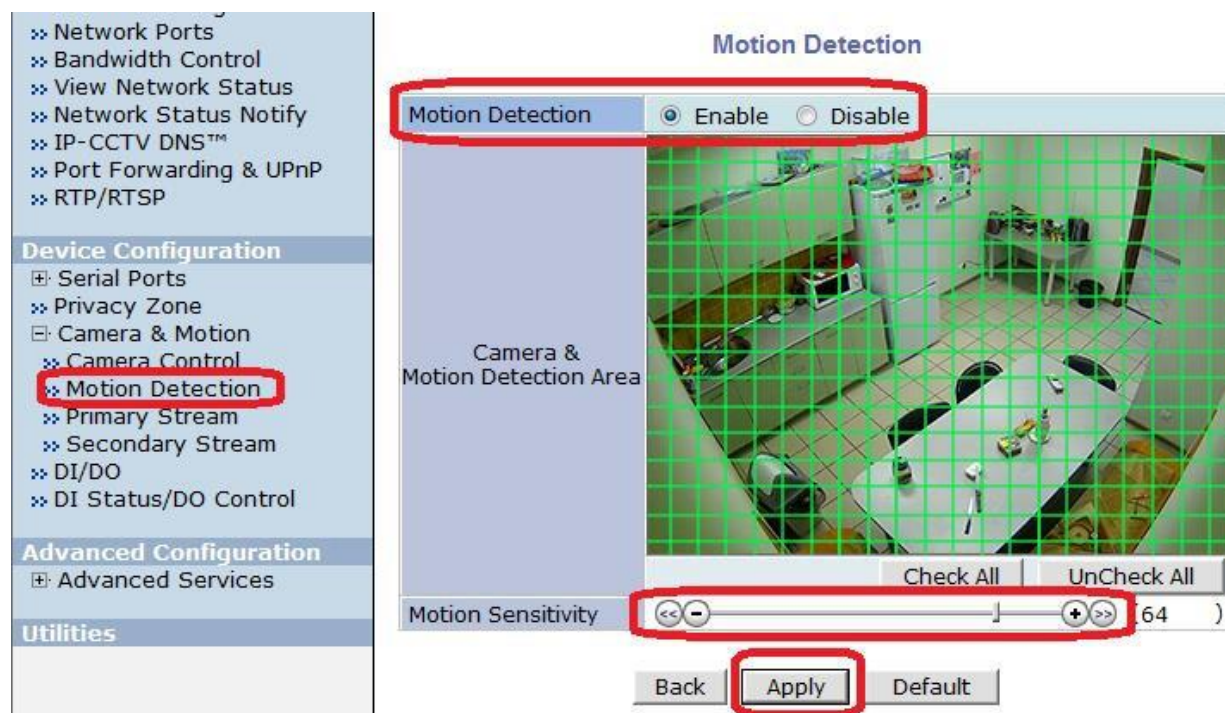 Network Ports
Bandwidth Control
View Network Status
Network Status Notify
IP-CCTV DNS™
Port Forwarding & UPnP
RTP/RTSP
Device Configuration
Serial Ports
Privacy Zone
Camera & Motion
Camera Control
Motion Detection
Primary Stream
Secondary Stream
DI/DO
DI Status/DO Control
Advanced Configuration
Advanced Services
Utilities
Motion Detection
Motion Detection Enable Disable
Camera &
Motion Detection Area
Check All UnCheck All
Motion Sensitivity (64 )
Back Apply Default